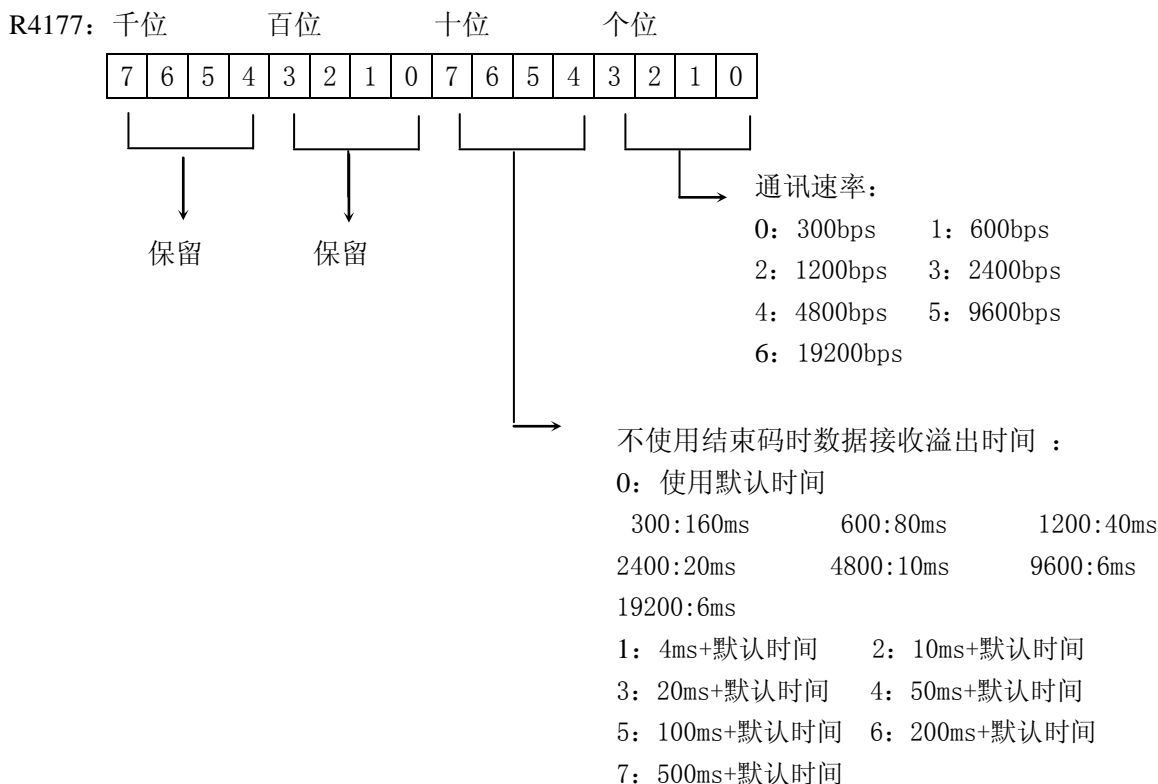 R4177：千位 百位 十位 个位
7 6 5 4 3 2 1 0 7 6 5 4 3 2 1 0
保留 保留
通讯速率：
0：300bps 1：600bps
2：1200bps 3：2400bps
4：4800bps 5：9600bps
6：19200bps
不使用结束码时数据接收溢出时间 ：
0：使用默认时间
300:160ms 600:80ms 1200:40ms
2400:20ms 4800:10ms 9600:6ms
19200:6ms
1：4ms+默认时间 2：10ms+默认时间
3：20ms+默认时间 4：50ms+默认时间
5：100ms+默认时间 6：200ms+默认时间
7：500ms+默认时间